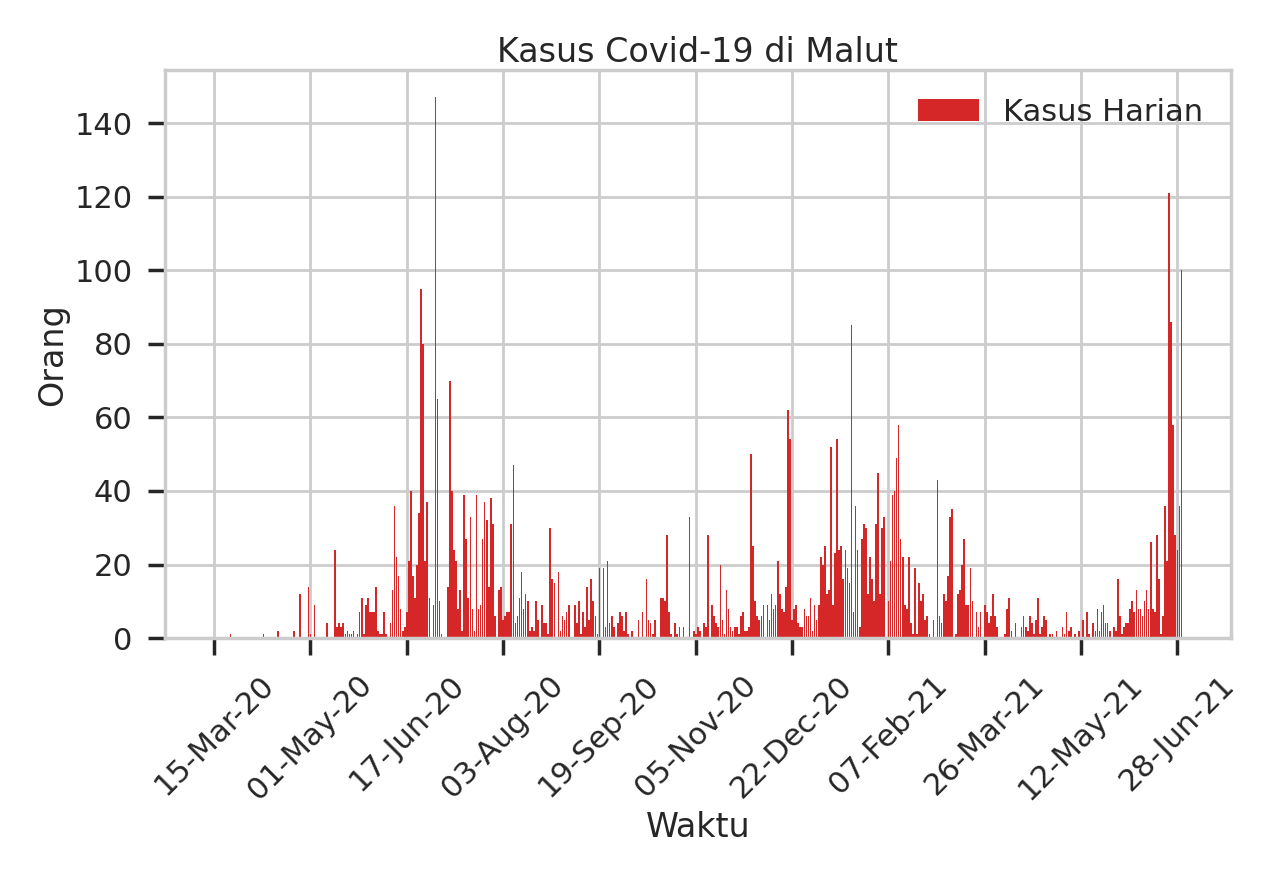 Kasus Covid-19 di Malut
Kasus Harian
140
120
100
80
60
40
20
0
Orang
15-Mar-20
01-May-20
17-Jun-20
03-Aug-20
19-Sep-20
05-Nov-20
22-Dec-20
07-Feb-21
26-Mar-21
12-May-21
28-Jun-21
Waktu